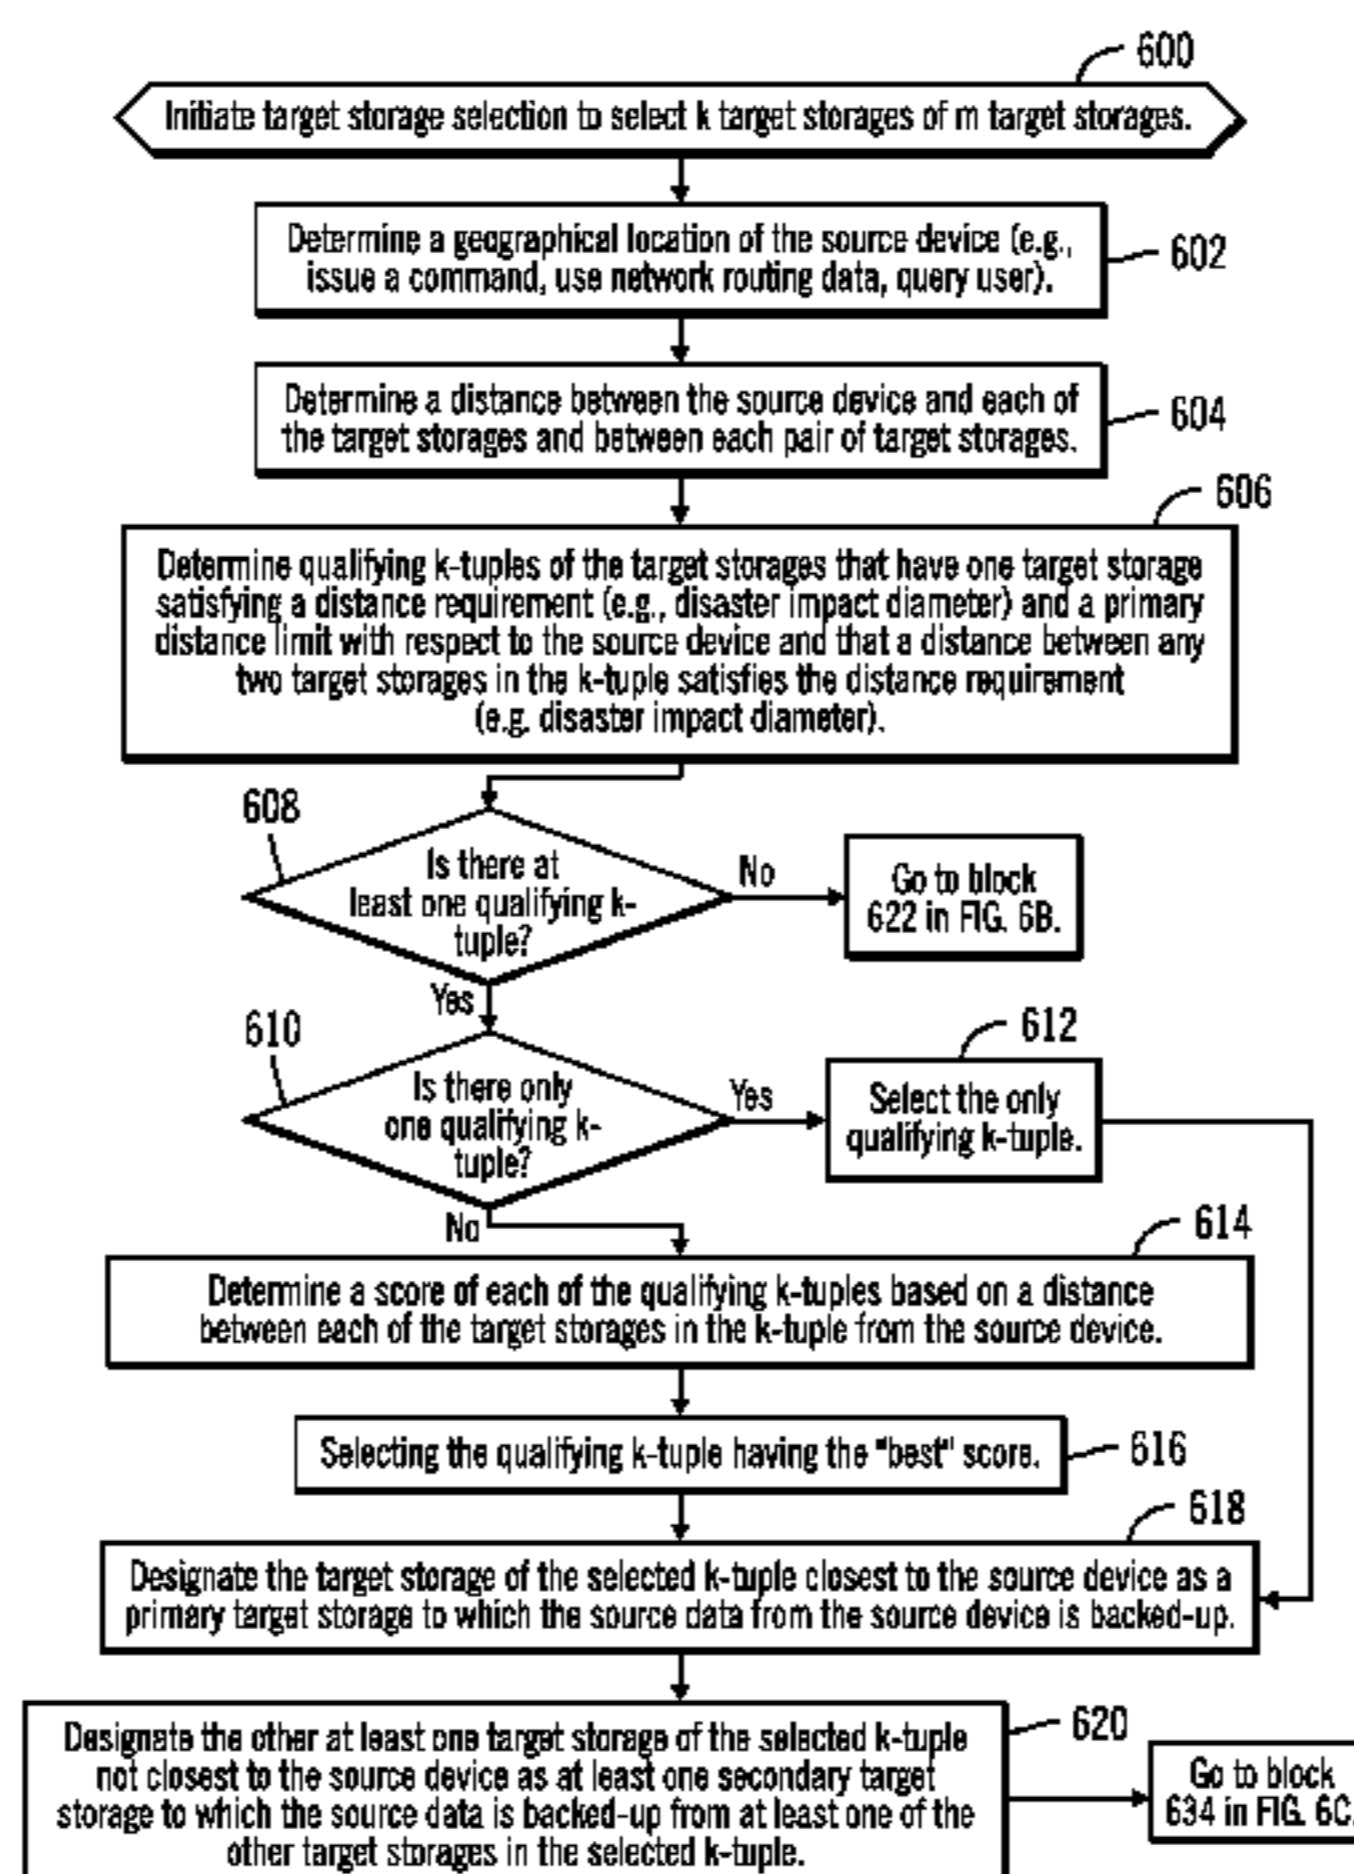 600
Initiate target storage selection to select k target storages of m target storages.
Determine a geographical location of the source device (e.g.,
issue a command, use network routing data, query user).
602
Determine a distance between the source device and each of
the target storages and between each pair of target storages.
604
606
Determine qualifying k-tuples of the target storages that have one target storage
satisfying a distance requirement (e.g., disaster impact diameter) and a primary
distance limit with respect to the source device and that a distance between any
two target storages in the k-tuple satisfies the distance requirement
(e.g. disaster impact diameter).
608
Is there at
least one qualifying k-
tuple?
No
Go to block
622 in FIG. 6B.
Yes
610
Is there only
one qualifying k-
tuple?
Yes
612
Select the only
qualifying k-tuple.
No
614
Determine a score of each of the qualifying k-tuples based on a distance
between each of the target storages in the k-tuple from the source device.
Selecting the qualifying k-tuple having the "best" score.
616
618
Designate the target storage of the selected k-tuple closest to the source device as a
primary target storage to which the source data from the source device is backed-up.
Designate the other at least one target storage of the selected k-tuple
not closest to the source device as at least one secondary target
storage to which the source data is backed-up from at least one of the
other target storages in the selected k-tuple.
620
Go to block
634 in FIG. 6C.